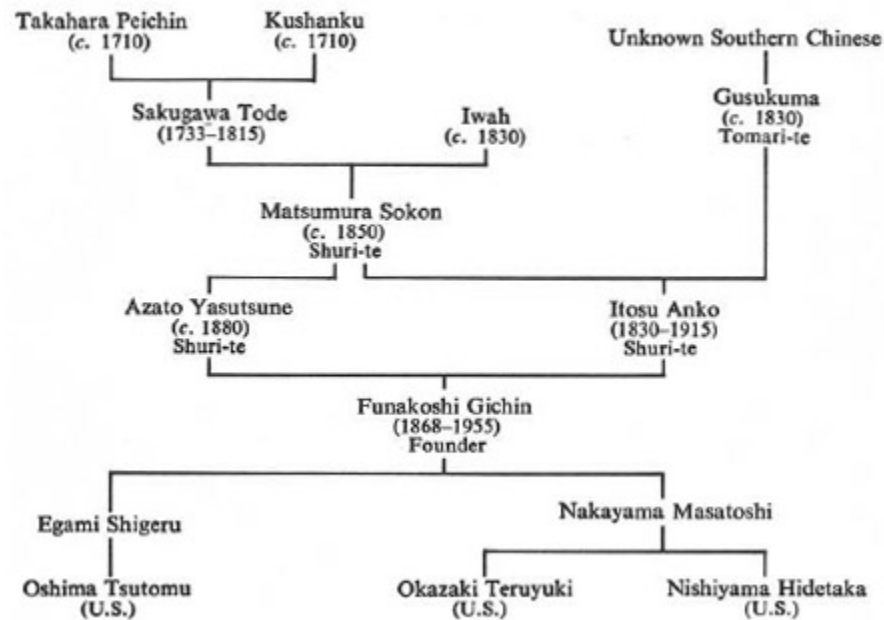 Takahara Peichin
(c. 1710)
Kushanku
(c. 1710)
Unknown Southern Chinese
Sakugawa Tode
(1733–1815)
Iwah
(c. 1830)
Gusukuma
(c. 1830)
Tomari-te
Matsumura Sokon
(c. 1850)
Shuri-te
Azato Yasutsune
(c. 1880)
Shuri-te
Itosu Anko
(1830–1915)
Shuri-te
Funakoshi Gichin
(1868–1955)
Founder
Egami Shigeru
Nakayama Masatoshi
Oshima Tsutomu
(U.S.)
Okazaki Teruyuki
(U.S.)
Nishiyama Hidetaka
(U.S.)